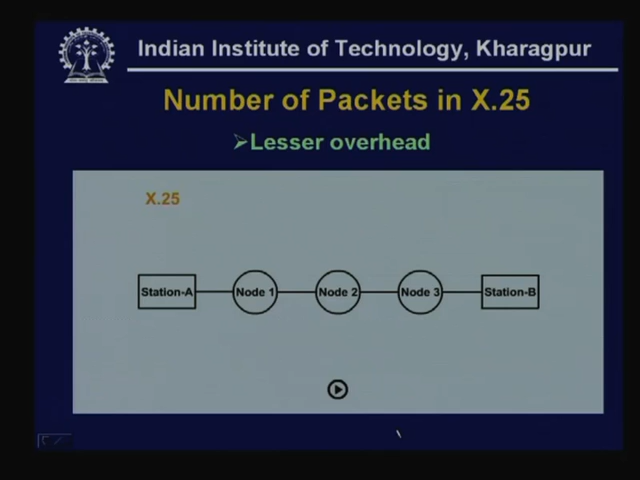 Indian Institute of Technology, Kharagpur
Number of Packets in X.25
➢Lesser overhead
X.25
Station-A
Node 1
Node 2
Node 3
Station-B